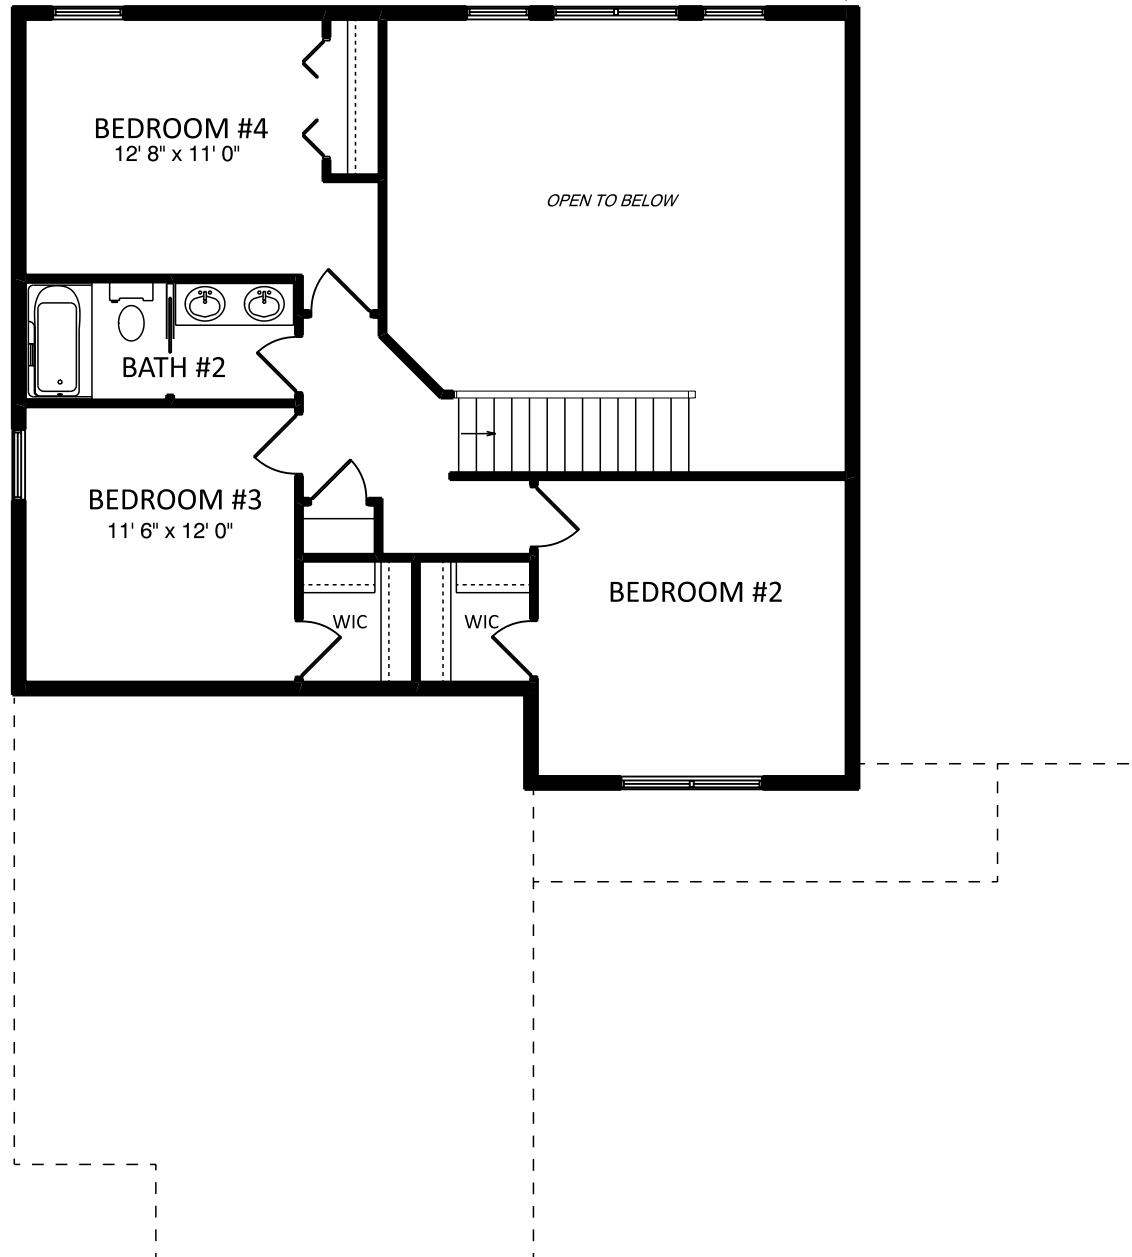 BEDROOM #4
12' 8" x 11' 0"
OPEN TO BELOW
BATH #2
BEDROOM #3
11' 6" x 12' 0"
BEDROOM #2
WIC
WIC